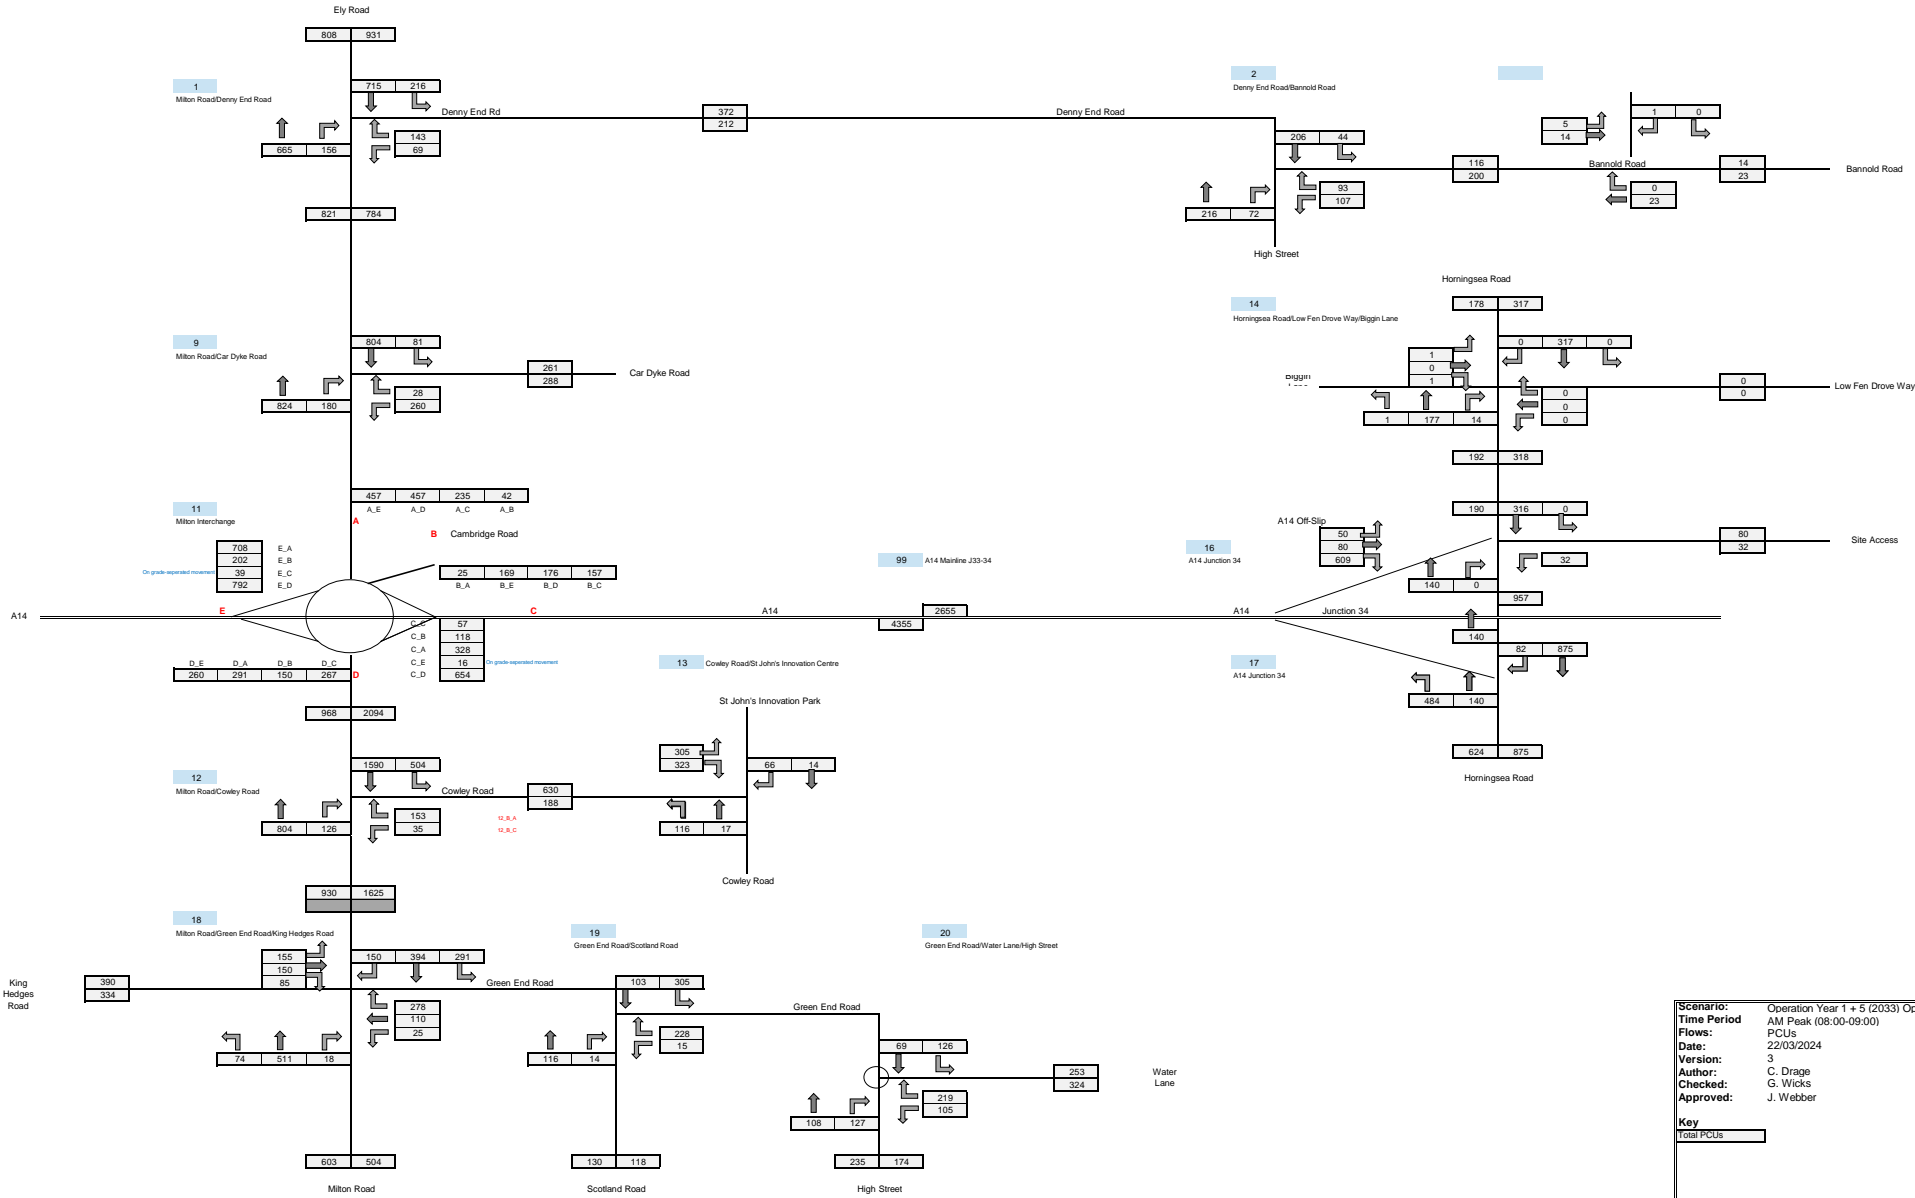 Ely Road
808 931
1
Milton Road/Denny End Road
715 216
Denny End Rd
143
69
665 156
372
212
Denny End Road
2
Denny End Road/Bannold Road
206 44
93
107
216 72
High Street
116
200
5
14
1 0
Bannold Road
0
23
14
23
Bannold Road
821 784
9
Milton Road/Car Dyke Road
804 81
28
260
824 180
261
288
Car Dyke Road
Horningsea Road
178 317
14
Horningsea Road/Low Fen Drove Way/Biggin Lane
0 317 0
1
0
1
Biggin
Lane
0
0
0
1 177 14
0
0
Low Fen Drove Way
192 318
457 457 235 42
A_E A_D A_C A_B
11
Milton Interchange
A
B Cambridge Road
708 E_A
202 E_B
On grade-seperated movement 39 E_C
792 E_D
25 169 176 157
B_A B_E B_D B_C
99 A14 Mainline J33-34
16
A14 Junction 34
A14 Off-Slip
50
80
609
190 316 0
32
140 0
957
80
32
Site Access
A14
E
C
A14
2655
4355
A14
Junction 34
C_C 57
C_B 118
C_A 328
C_E 16 On grade-seperated movement
C_D 654
D_E D_A D_B D_C
260 291 150 267
D
140
82 875
17
A14 Junction 34
484 140
624 875
Horningsea Road
968 2094
13 Cowley Road/St John's Innovation Centre
St John's Innovation Park
305
323
66 14
116 17
Cowley Road
12
Milton Road/Cowley Road
1590 504
Cowley Road
153
35
804 126
630
188
12_B_A
12_B_C
930 1625
18
Milton Road/Green End Road/King Hedges Road
155
150
85
150 394 291
King
Hedges
Road
390
334
Green End Road
278
110
25
74 511 18
603 504
Milton Road
19
Green End Road/Scotland Road
103 305
228
15
116 14
130 118
Scotland Road
20
Green End Road/Water Lane/High Street
Green End Road
69 126
219
105
108 127
253
324
Water
Lane
235 174
High Street
Scenario: Operation Year 1 + 5 (2033) Op
Time Period AM Peak (08:00-09:00)
Flows: PCUs
Date: 22/03/2024
Version: 3
Author: C. Drage
Checked: G. Wicks
Approved: J. Webber
Key
Total PCUs